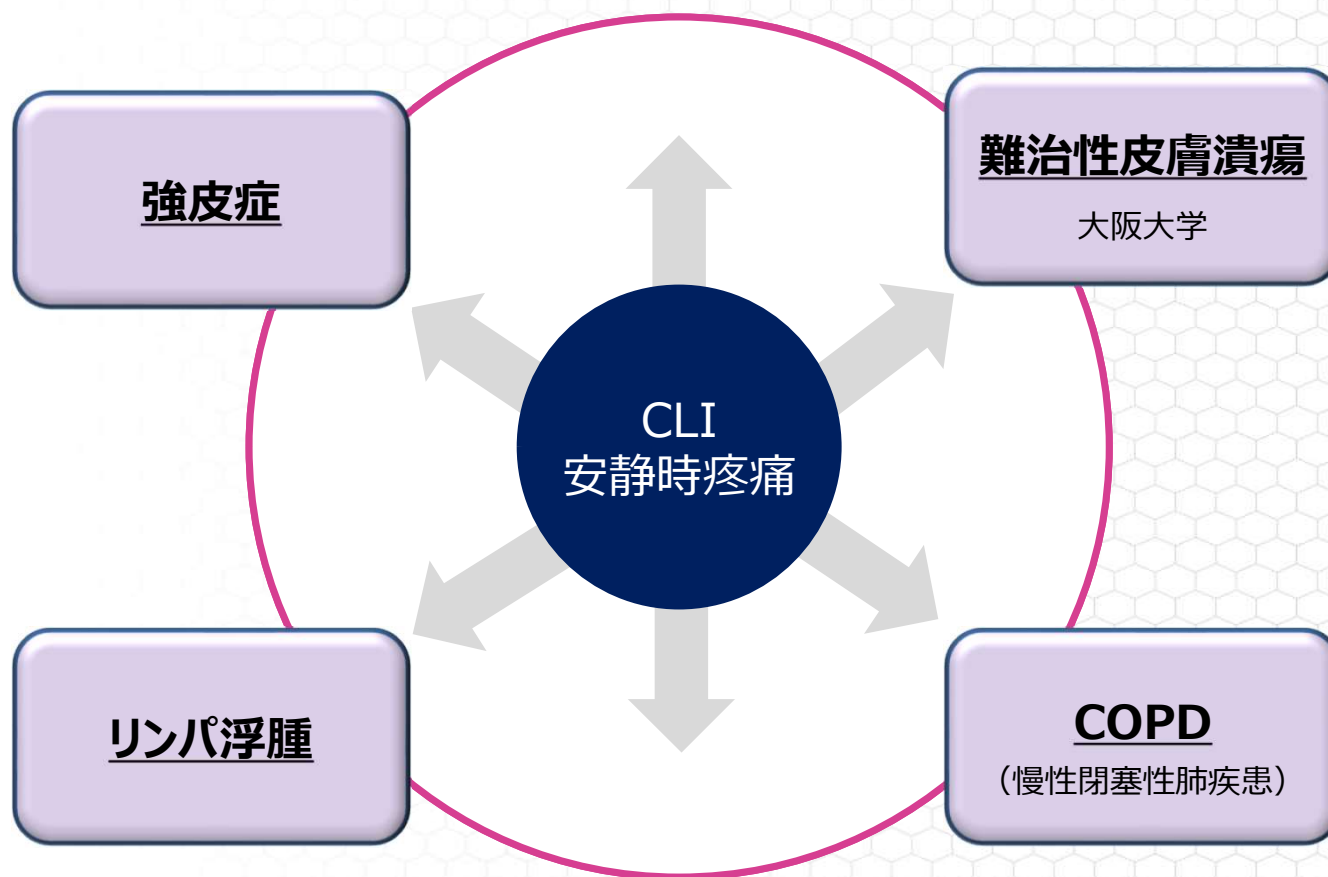 強皮症
難治性皮膚潰瘍
大阪大学
CLI
安静時疼痛
リンパ浮腫
COPD
（慢性閉塞性肺疾患）